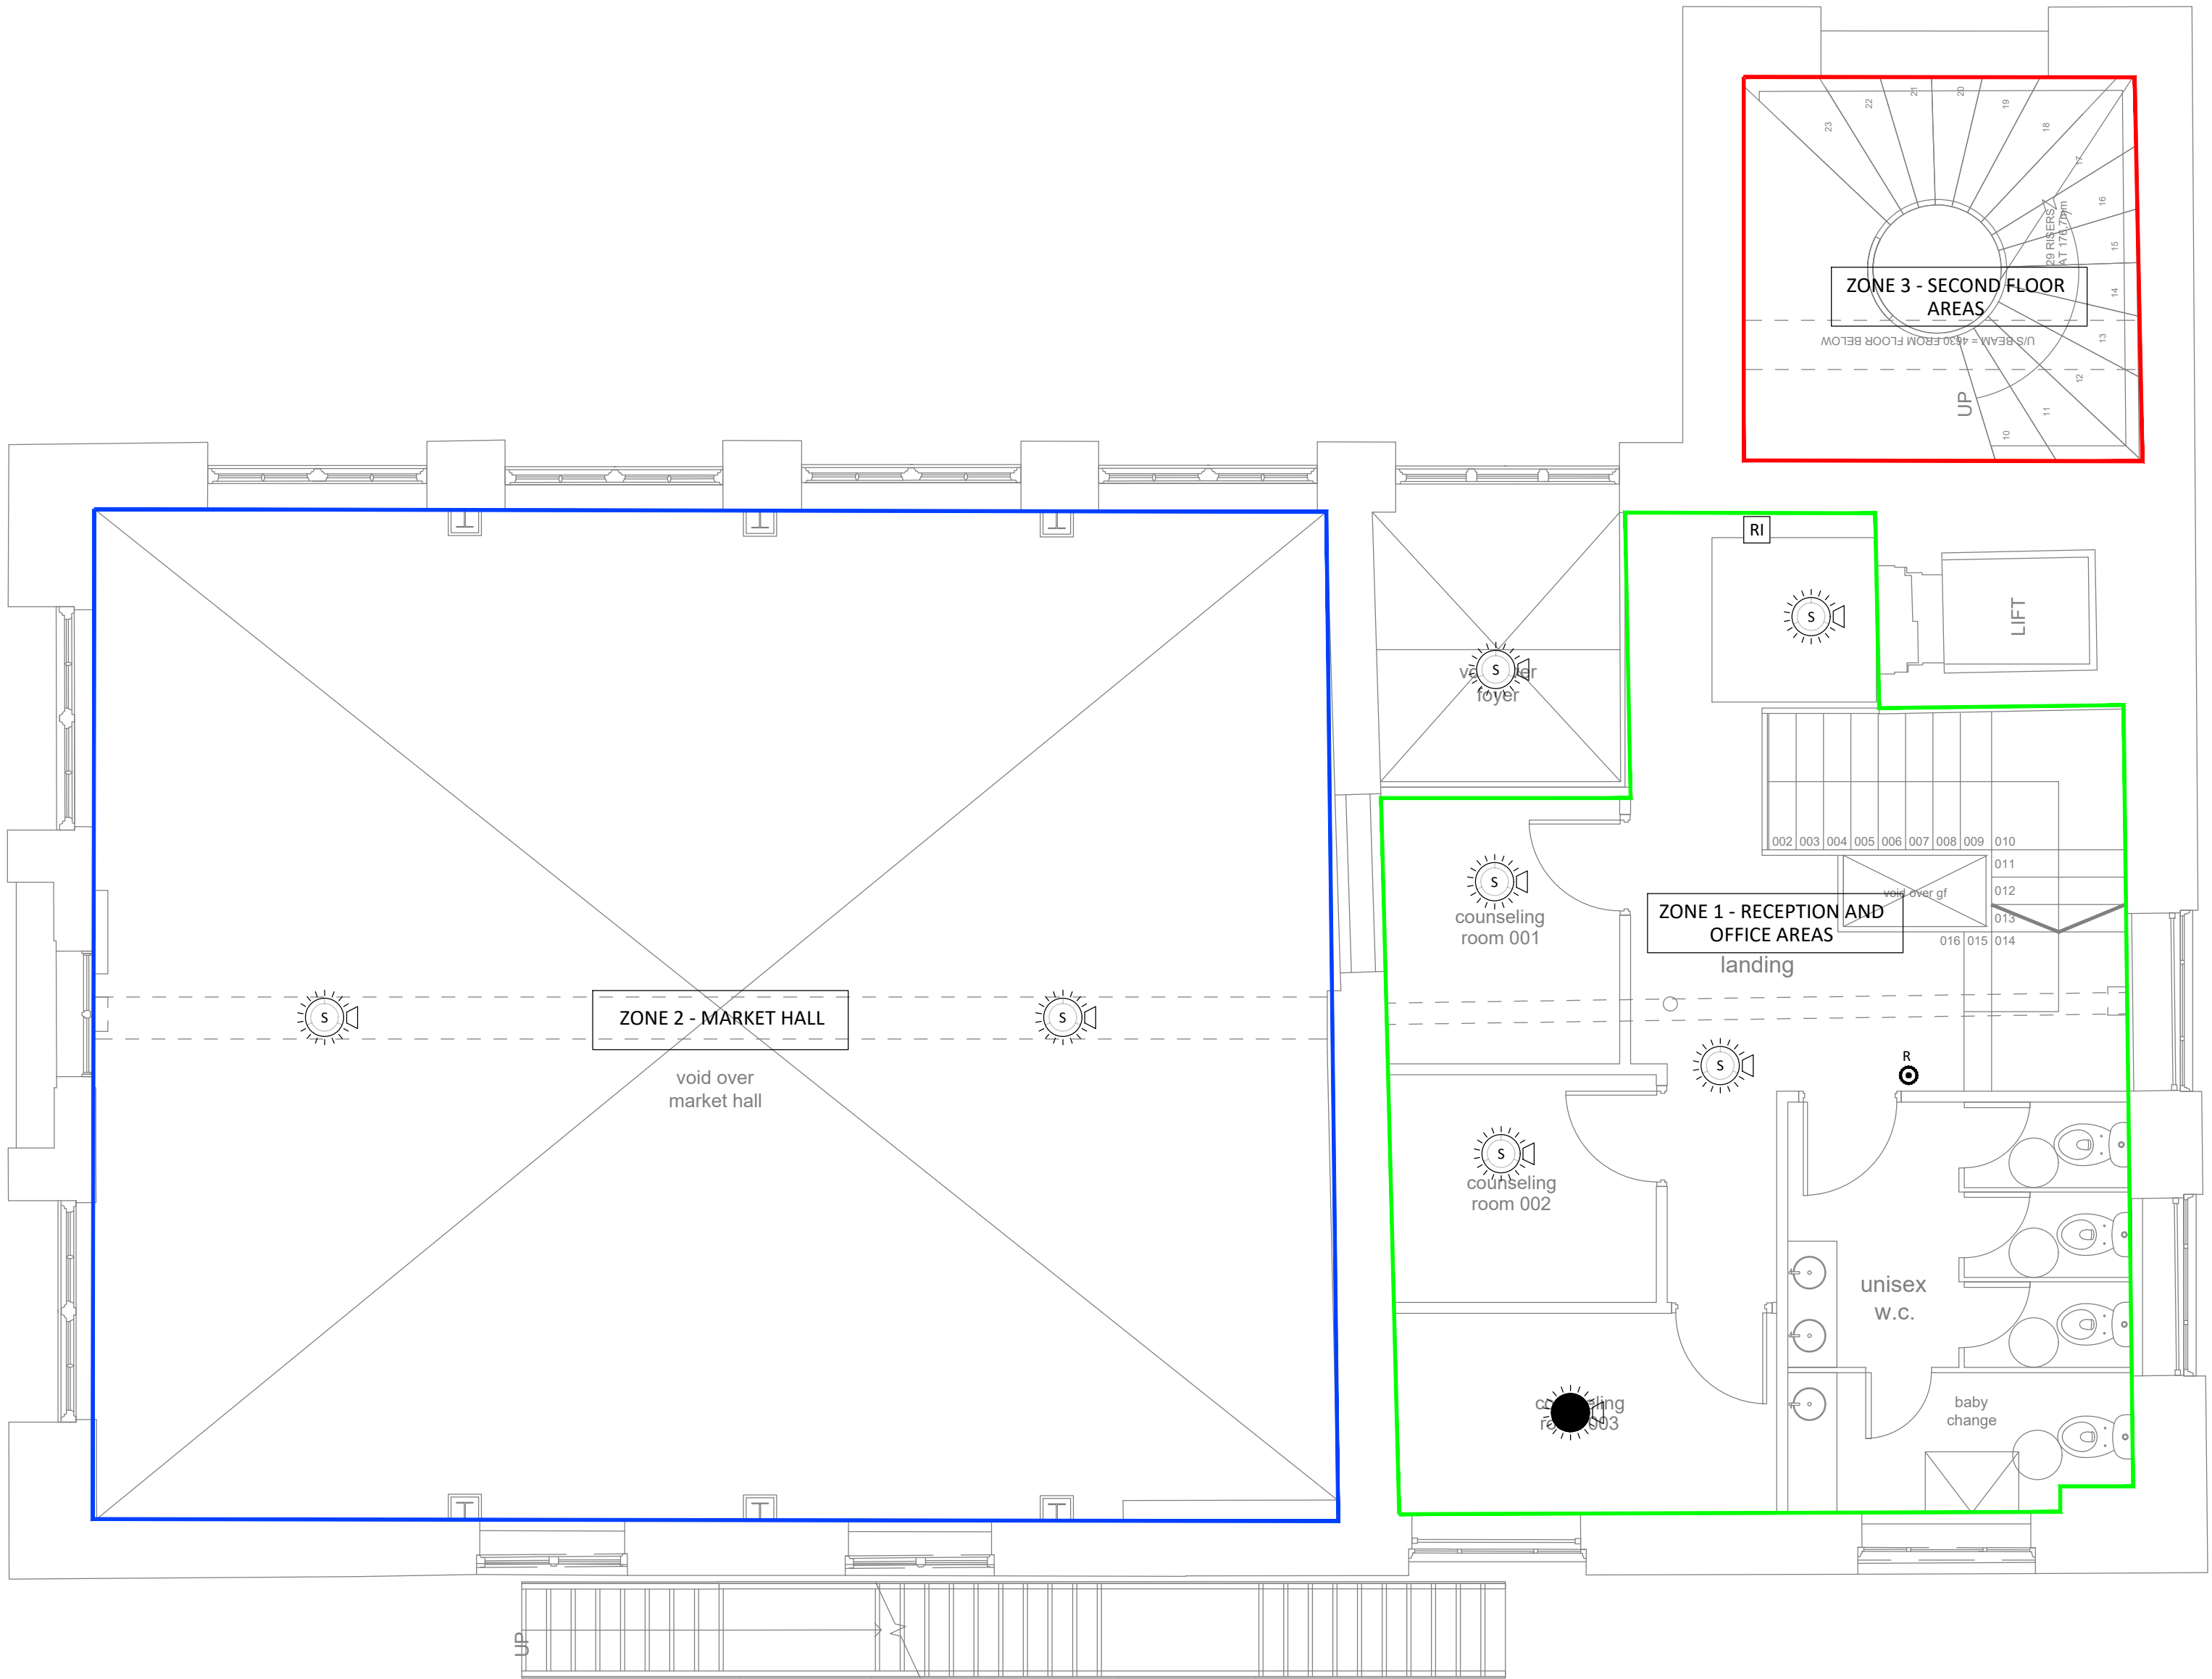 23
22
21
20
19
18
17
16
15
14
13
12
11
10
29 RISERS
AT 176.7mm
ZONE 3 - SECOND FLOOR
AREAS
U/S BEAM = 4630 FROM FLOOR BELOW
UP
RI
S
LIFT
S
foyer
002 003 004 005 006 007 008 009 010
011
012
013
016 015 014
void over gf
S
counseling
room 001
ZONE 1 - RECEPTION AND
OFFICE AREAS
landing
S
ZONE 2 - MARKET HALL
S
void over
market hall
S
R
S
counseling
room 002
unisex
w.c.
baby
change
UP